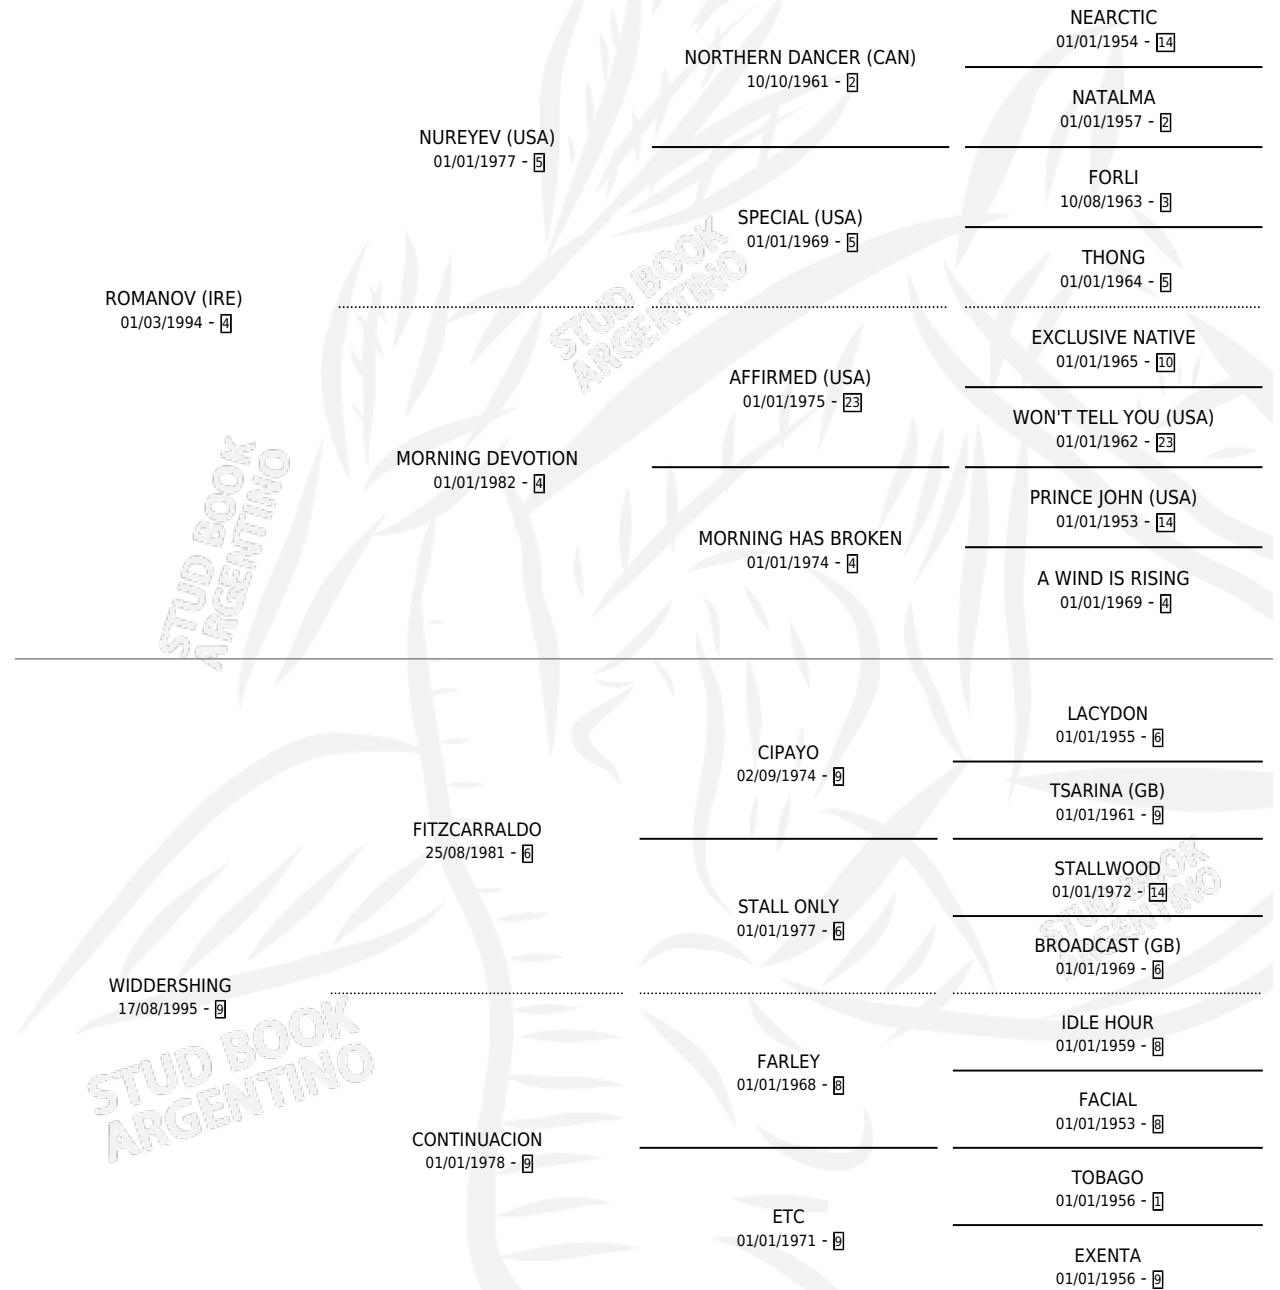 NEARCTIC
01/01/1954 - 14
NORTHERN DANCER (CAN)
10/10/1961 - 2
NATALMA
01/01/1957 - 2
NUREYEV (USA)
01/01/1977 - 5
FORLI
10/08/1963 - 3
SPECIAL (USA)
01/01/1969 - 5
THONG
01/01/1964 - 5
ROMANOV (IRE)
01/03/1994 - 4
EXCLUSIVE NATIVE
01/01/1965 - 10
AFFIRMED (USA)
01/01/1975 - 23
WON'T TELL YOU (USA)
01/01/1962 - 23
MORNING DEVOTION
01/01/1982 - 4
PRINCE JOHN (USA)
01/01/1953 - 14
MORNING HAS BROKEN
01/01/1974 - 4
A WIND IS RISING
01/01/1969 - 4
LACYDON
01/01/1955 - 6
CIPAYO
02/09/1974 - 9
TSARINA (GB)
01/01/1961 - 9
FITZCARRALDO
25/08/1981 - 6
STALLWOOD
01/01/1972 - 14
STALL ONLY
01/01/1977 - 6
BROADCAST (GB)
01/01/1969 - 6
WIDDERSHING
17/08/1995 - 9
IDLE HOUR
01/01/1959 - 8
FARLEY
01/01/1968 - 8
FACIAL
01/01/1953 - 8
CONTINUACION
01/01/1978 - 9
TOBAGO
01/01/1956 - 1
ETC
01/01/1971 - 9
EXENTA
01/01/1956 - 9
STUD BOOK
ARGENTINO
STUD BOOK
ARGENTINO
STUD BOOK
ARGENTINO
STUD BOOK
ARGENTINO